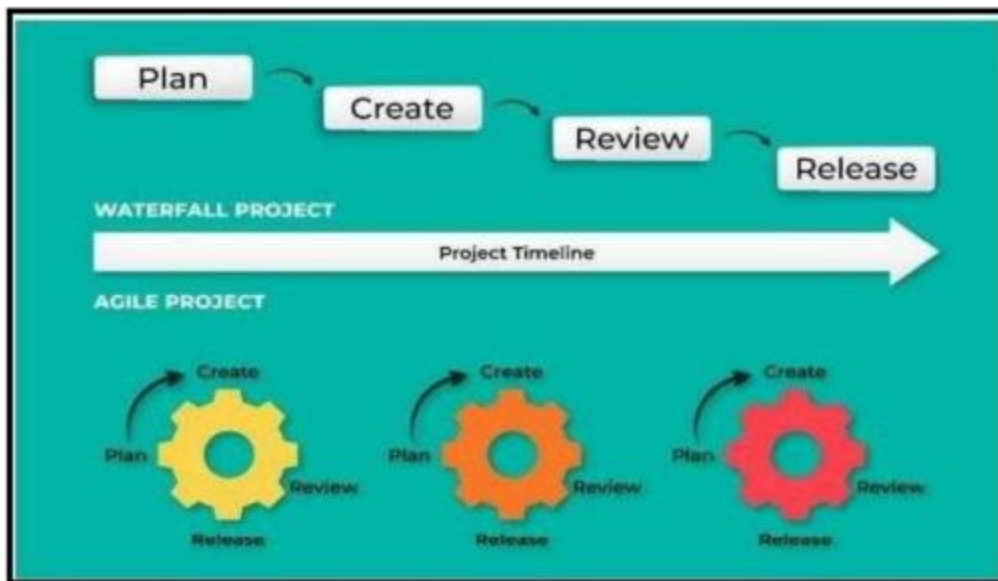 Plan
Create
Review
Release
WATERFALL PROJECT
Project Timeline
AGILE PROJECT
Create
Plan
Review
Release
Create
Plan
Review
Release
Create
Plan
Review
Release